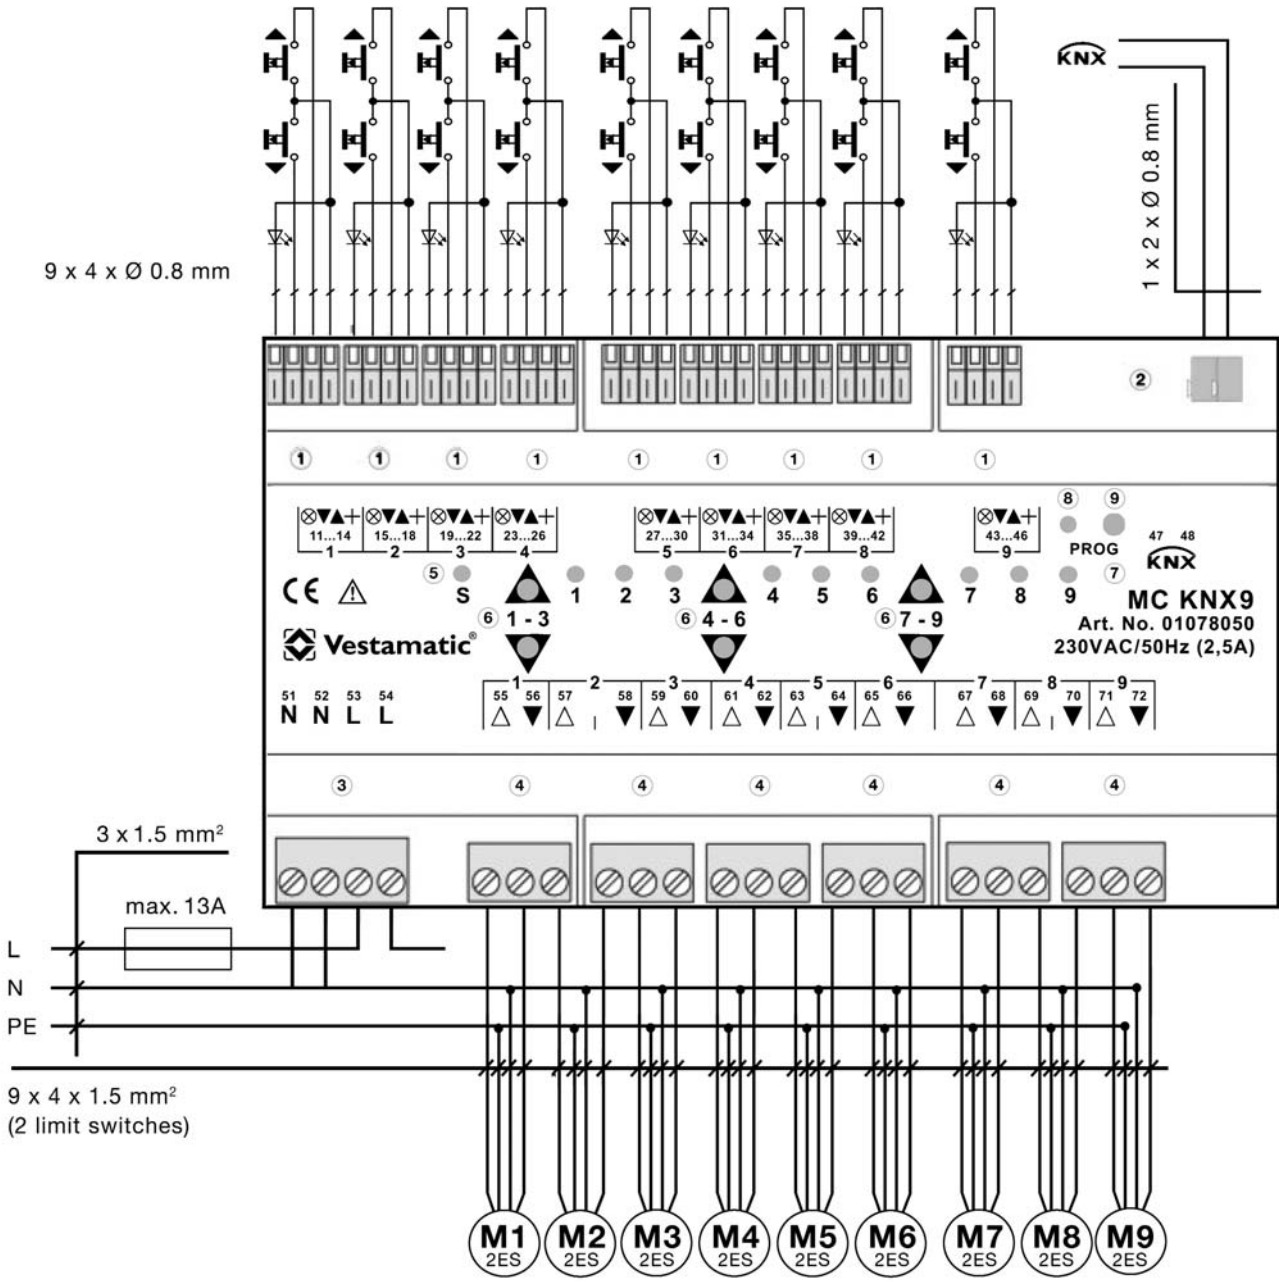 KNX
1 x 2 x Ø 0.8 mm
9 x 4 x Ø 0.8 mm
2
1 1 1 1 1 1 1 1 1
8 9
11...14 15...18 19...22 23...26 27...30 31...34 35...38 39...42 43...46
1 2 3 4 5 6 7 8 9
PROG
47 48
KNX
5 7
CE S 1 2 3 4 5 6 7 8 9
6 1 - 3 6 4 - 6 6 7 - 9
MC KNX9
Art. No. 01078050
230VAC/50Hz (2,5A)
Vestamatic®
1 2 3 4 5 6 7 8 9
51 52 53 54 55 56 57 58 59 60 61 62 63 64 65 66 67 68 69 70 71 72
N N L L
3 4 4 4 4 4 4
3 x 1.5 mm²
max. 13A
L
N
PE
9 x 4 x 1.5 mm²
(2 limit switches)
M1 M2 M3 M4 M5 M6 M7 M8 M9
2ES 2ES 2ES 2ES 2ES 2ES 2ES 2ES 2ES